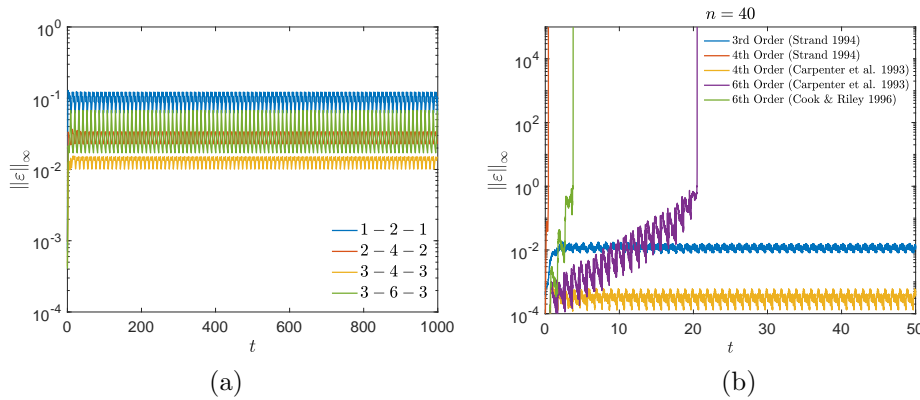 10^0
10^-1
10^-2
10^-3
10^-4
||ε||∞
0 200 400 600 800 1000
t
1 − 2 − 1
2 − 4 − 2
3 − 4 − 3
3 − 6 − 3
(a)
n = 40
10^4
10^2
10^0
10^-2
10^-4
||ε||∞
0 10 20 30 40 50
t
3rd Order (Strand 1994)
4th Order (Strand 1994)
4th Order (Carpenter et al. 1993)
6th Order (Carpenter et al. 1993)
6th Order (Cook & Riley 1996)
(b)